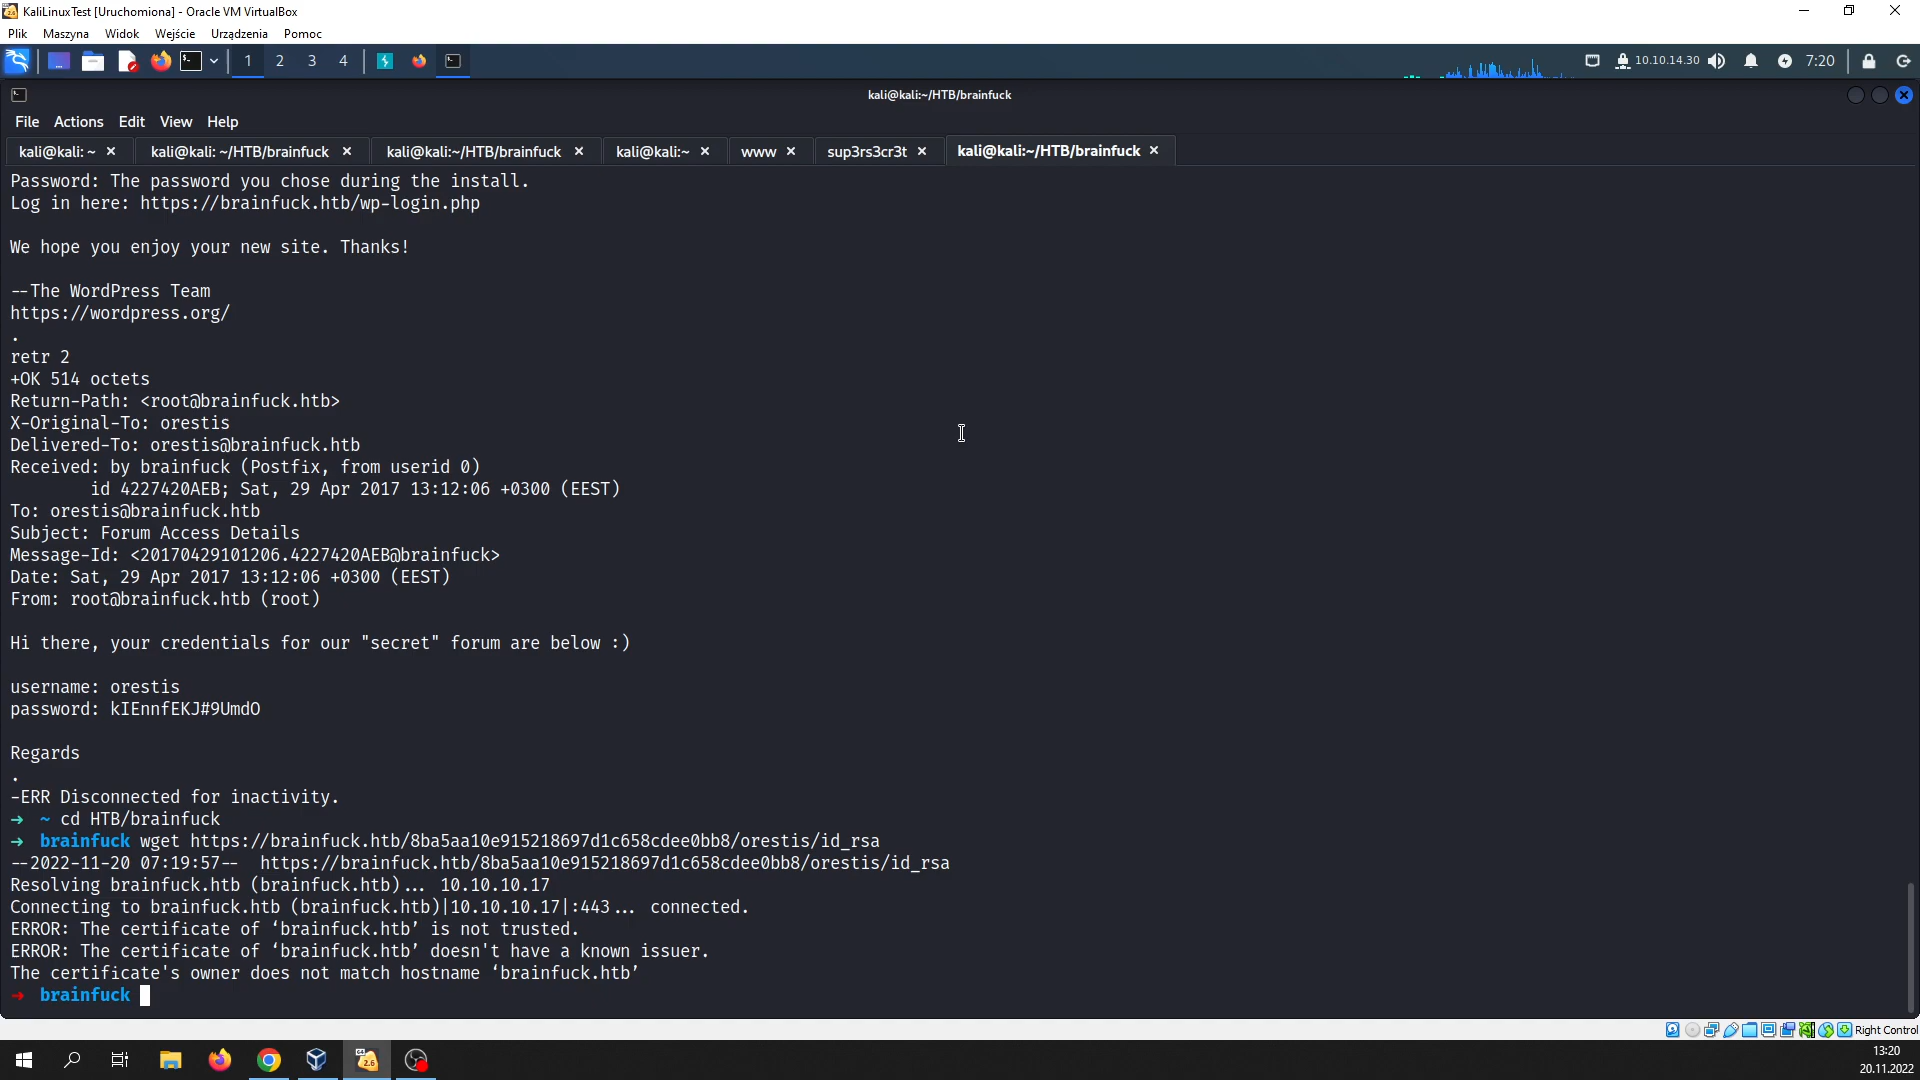 KaliLinuxTest [Uruchomiona] - Oracle VM VirtualBox
Plik Maszyna Widok Wejście Urządzenia Pomoc
1 2 3 4 10.10.14.30 7:20
kali@kali:~/HTB/brainfuck
File Actions Edit View Help
kali@kali: ~ × kali@kali: ~/HTB/brainfuck × kali@kali:~/HTB/brainfuck × kali@kali:~ × www × sup3rs3cr3t × kali@kali:~/HTB/brainfuck ×
Password: The password you chose during the install.
Log in here: https://brainfuck.htb/wp-login.php
We hope you enjoy your new site. Thanks!
--The WordPress Team
https://wordpress.org/
.
retr 2
+OK 514 octets
Return-Path: <root@brainfuck.htb>
X-Original-To: orestis
Delivered-To: orestis@brainfuck.htb
Received: by brainfuck (Postfix, from userid 0)
id 4227420AEB; Sat, 29 Apr 2017 13:12:06 +0300 (EEST)
To: orestis@brainfuck.htb
Subject: Forum Access Details
Message-Id: <20170429101206.4227420AEB@brainfuck>
Date: Sat, 29 Apr 2017 13:12:06 +0300 (EEST)
From: root@brainfuck.htb (root)
Hi there, your credentials for our "secret" forum are below :)
username: orestis
password: kIEnnfEKJ#9UmdO
Regards
.
-ERR Disconnected for inactivity.
➜ ~ cd HTB/brainfuck
➜ brainfuck wget https://brainfuck.htb/8ba5aa10e915218697d1c658cdee0bb8/orestis/id_rsa
--2022-11-20 07:19:57-- https://brainfuck.htb/8ba5aa10e915218697d1c658cdee0bb8/orestis/id_rsa
Resolving brainfuck.htb (brainfuck.htb)... 10.10.10.17
Connecting to brainfuck.htb (brainfuck.htb)|10.10.10.17|:443... connected.
ERROR: The certificate of ‘brainfuck.htb’ is not trusted.
ERROR: The certificate of ‘brainfuck.htb’ doesn't have a known issuer.
The certificate's owner does not match hostname ‘brainfuck.htb’
➜ brainfuck
Right Control
13:20
20.11.2022